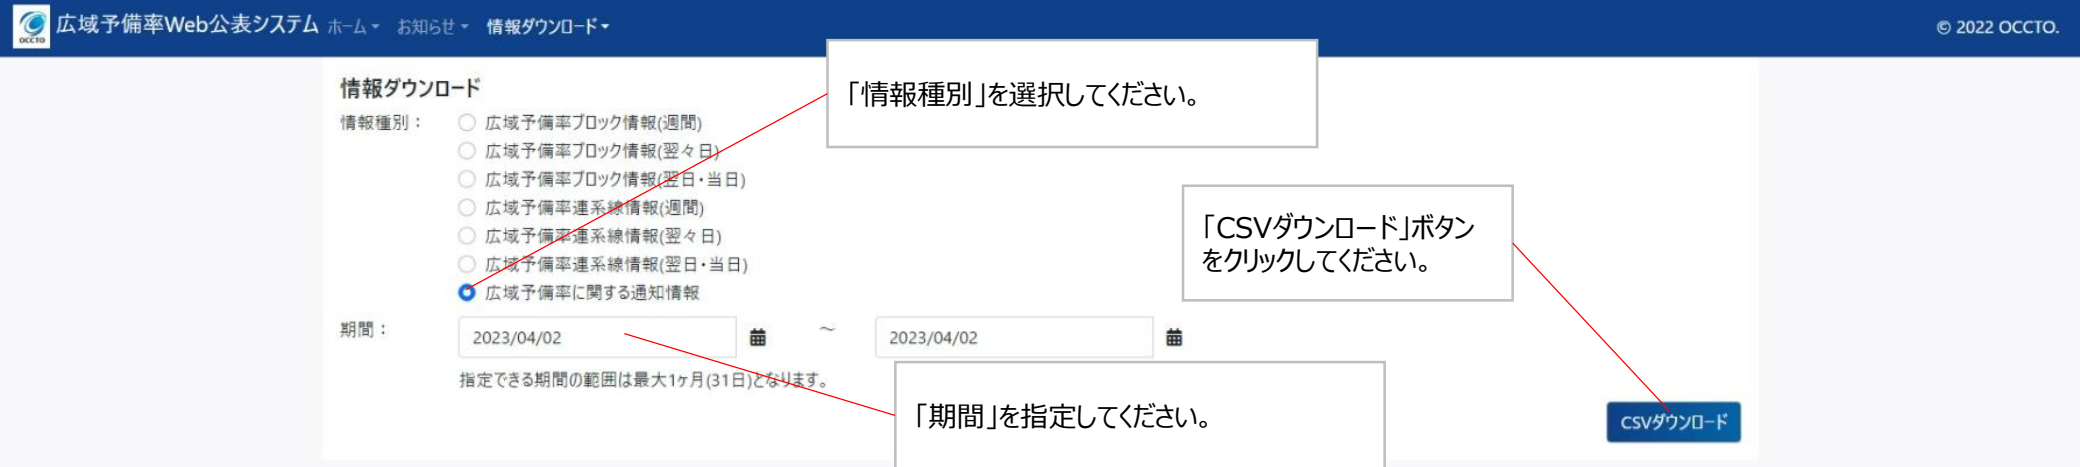 OCCTO 広域予備率Web公表システム ホーム お知らせ 情報ダウンロード © 2022 OCCTO.
情報ダウンロード
情報種別：
広域予備率ブロック情報(週間)
広域予備率ブロック情報(翌々日)
広域予備率ブロック情報(翌日・当日)
広域予備率連系線情報(週間)
広域予備率連系線情報(翌々日)
広域予備率連系線情報(翌日・当日)
広域予備率に関する通知情報
「情報種別」を選択してください。
「CSVダウンロード」ボタン
をクリックしてください。
期間： 2023/04/02 ～ 2023/04/02
指定できる期間の範囲は最大1ヶ月(31日)となります。
「期間」を指定してください。
CSVダウンロード